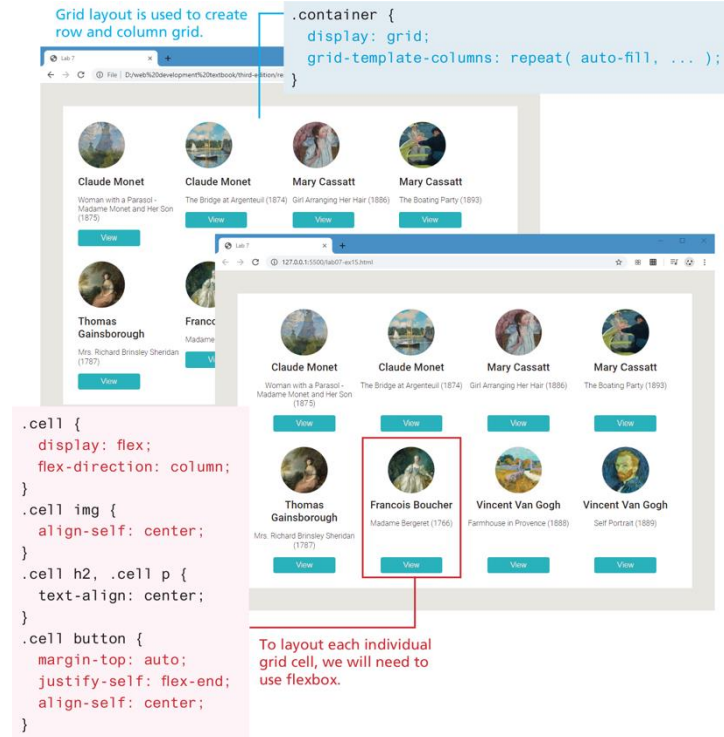 Grid layout is used to create
row and column grid.
.container {
display: grid;
grid-template-columns: repeat( auto-fill, ... );
}
Lab 7
File | D:/web%20development%20textbook/third-edition/re
Claude Monet
Woman with a Parasol -
Madame Monet and Her Son
(1875)
View
Claude Monet
The Bridge at Argenteuil (1874)
View
Mary Cassatt
Girl Arranging Her Hair (1886)
View
Mary Cassatt
The Boating Party (1893)
View
Thomas
Gainsborough
Mrs. Richard Brinsley Sheridan
(1787)
View
Franco
Madame
Lab 7
127.0.0.1:5500/lab07-ex15.html
Claude Monet
Woman with a Parasol -
Madame Monet and Her Son
(1875)
View
Claude Monet
The Bridge at Argenteuil (1874)
View
Mary Cassatt
Girl Arranging Her Hair (1886)
View
Mary Cassatt
The Boating Party (1893)
View
Thomas
Gainsborough
Mrs. Richard Brinsley Sheridan
(1787)
View
Francois Boucher
Madame Bergeret (1766)
View
Vincent Van Gogh
Farmhouse in Provence (1888)
View
Vincent Van Gogh
Self Portrait (1889)
View
.cell {
display: flex;
flex-direction: column;
}
.cell img {
align-self: center;
}
.cell h2, .cell p {
text-align: center;
}
.cell button {
margin-top: auto;
justify-self: flex-end;
align-self: center;
}
To layout each individual
grid cell, we will need to
use flexbox.